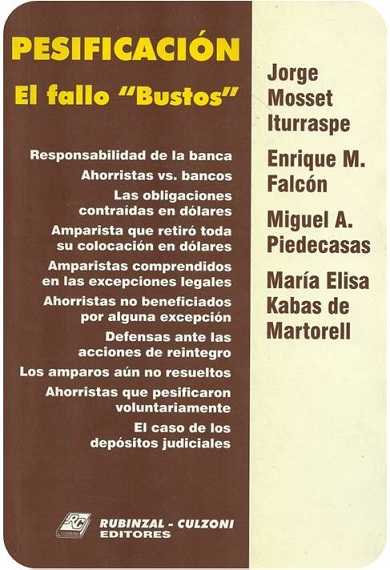 PESIFICACIÓN
El fallo "Bustos"
Responsabilidad de la banca
Ahorristas vs. bancos
Las obligaciones
contraídas en dólares
Amparista que retiró toda
su colocación en dólares
Amparistas comprendidos
en las excepciones legales
Ahorristas no beneficiados
por alguna excepción
Defensas ante las
acciones de reintegro
Los amparos aún no resueltos
Ahorristas que pesificaron
voluntariamente
El caso de los
depósitos judiciales
Jorge
Mosset
Iturraspe
Enrique M.
Falcón
Miguel A.
Piedecasas
María Elisa
Kabas de
Martorell
RC
RUBINZAL - CULZONI
EDITORES